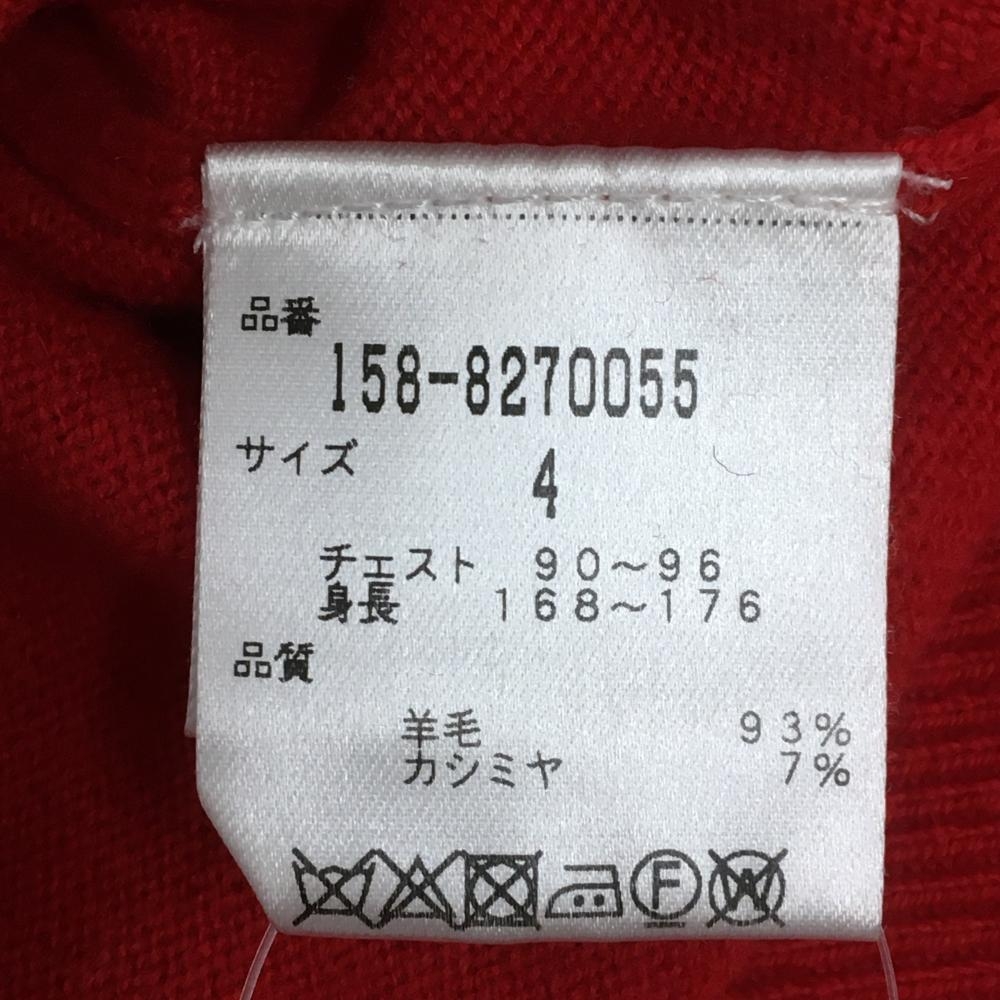 品番
158-8270055
サイズ
4
チェスト 90～96
身長 168～176
品質
羊毛 93%
カシミヤ 7%
F W